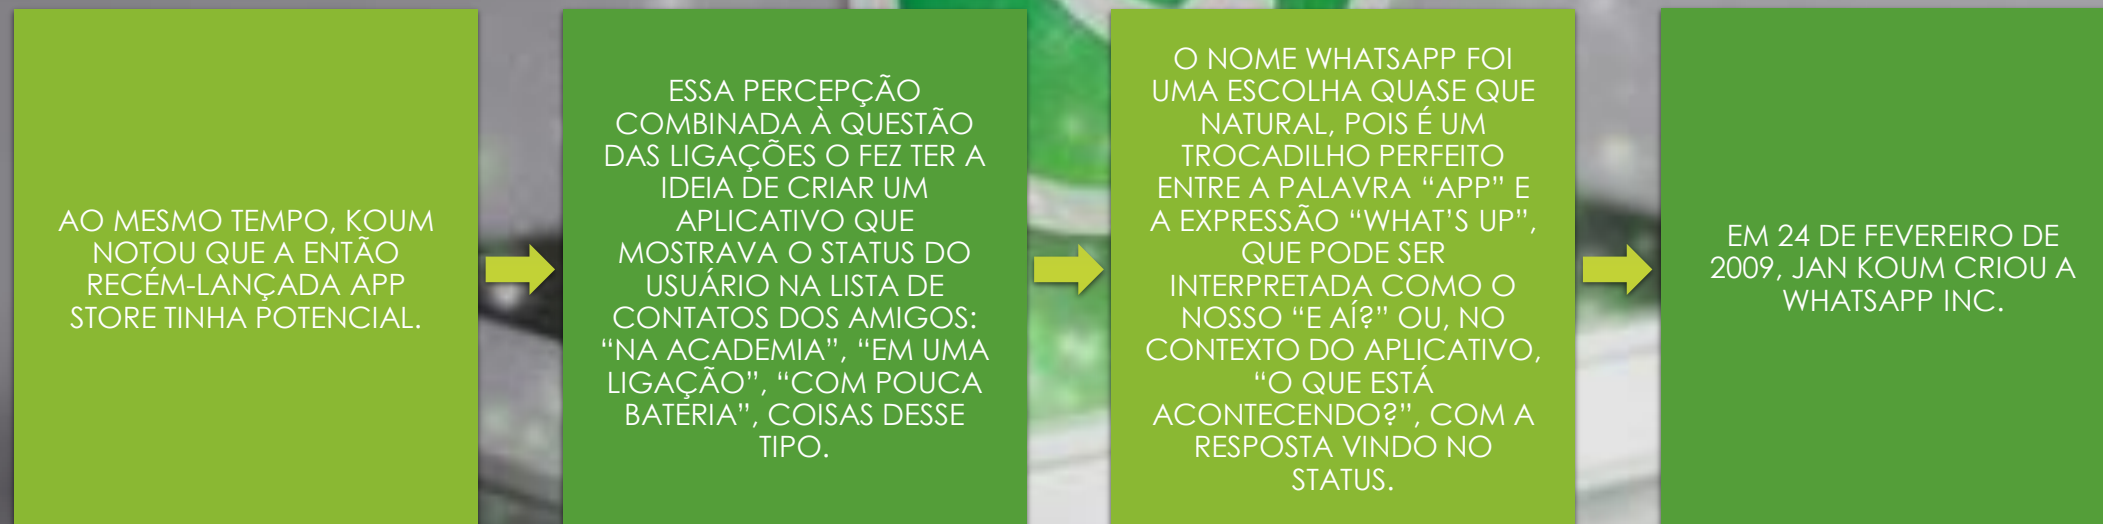 AO MESMO TEMPO, KOUM
NOTOU QUE A ENTÃO
RECÉM-LANÇADA APP
STORE TINHA POTENCIAL.
ESSA PERCEPÇÃO
COMBINADA À QUESTÃO
DAS LIGAÇÕES O FEZ TER A
IDEIA DE CRIAR UM
APLICATIVO QUE
MOSTRAVA O STATUS DO
USUÁRIO NA LISTA DE
CONTATOS DOS AMIGOS:
“NA ACADEMIA”, “EM UMA
LIGAÇÃO”, “COM POUCA
BATERIA”, COISAS DESSE
TIPO.
O NOME WHATSAPP FOI
UMA ESCOLHA QUASE QUE
NATURAL, POIS É UM
TROCADILHO PERFEITO
ENTRE A PALAVRA “APP” E
A EXPRESSÃO “WHAT’S UP”,
QUE PODE SER
INTERPRETADA COMO O
NOSSO “E AÍ?” OU, NO
CONTEXTO DO APLICATIVO,
“O QUE ESTÁ
ACONTECENDO?”, COM A
RESPOSTA VINDO NO
STATUS.
EM 24 DE FEVEREIRO DE
2009, JAN KOUM CRIOU A
WHATSAPP INC.